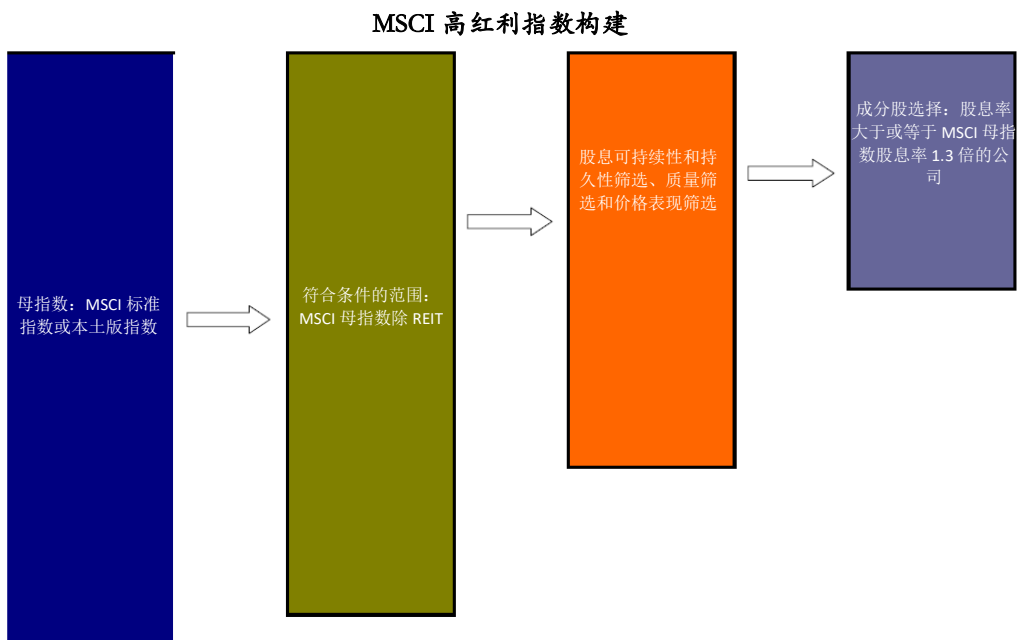 MSCI 高红利指数构建
母指数：MSCI 标准
指数或本土版指数
符合条件的范围：
MSCI 母指数除 REIT
股息可持续性和持
久性筛选、质量筛
选和价格表现筛选
成分股选择：股息率
大于或等于 MSCI 母指
数股息率 1.3 倍的公
司